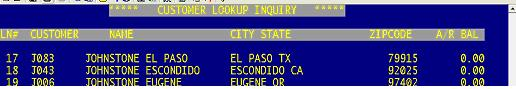 ***** CUSTOMER LOOKUP INQUIRY *****
LN# CUSTOMER NAME CITY STATE ZIPCODE A/R BAL
17 J083 JOHNSTONE EL PASO EL PASO TX 79915 0.00
18 J043 JOHNSTONE ESCONDIDO ESCONDIDO CA 92025 0.00
19 J006 JOHNSTONE EUGENE EUGENE OR 97402 0.00